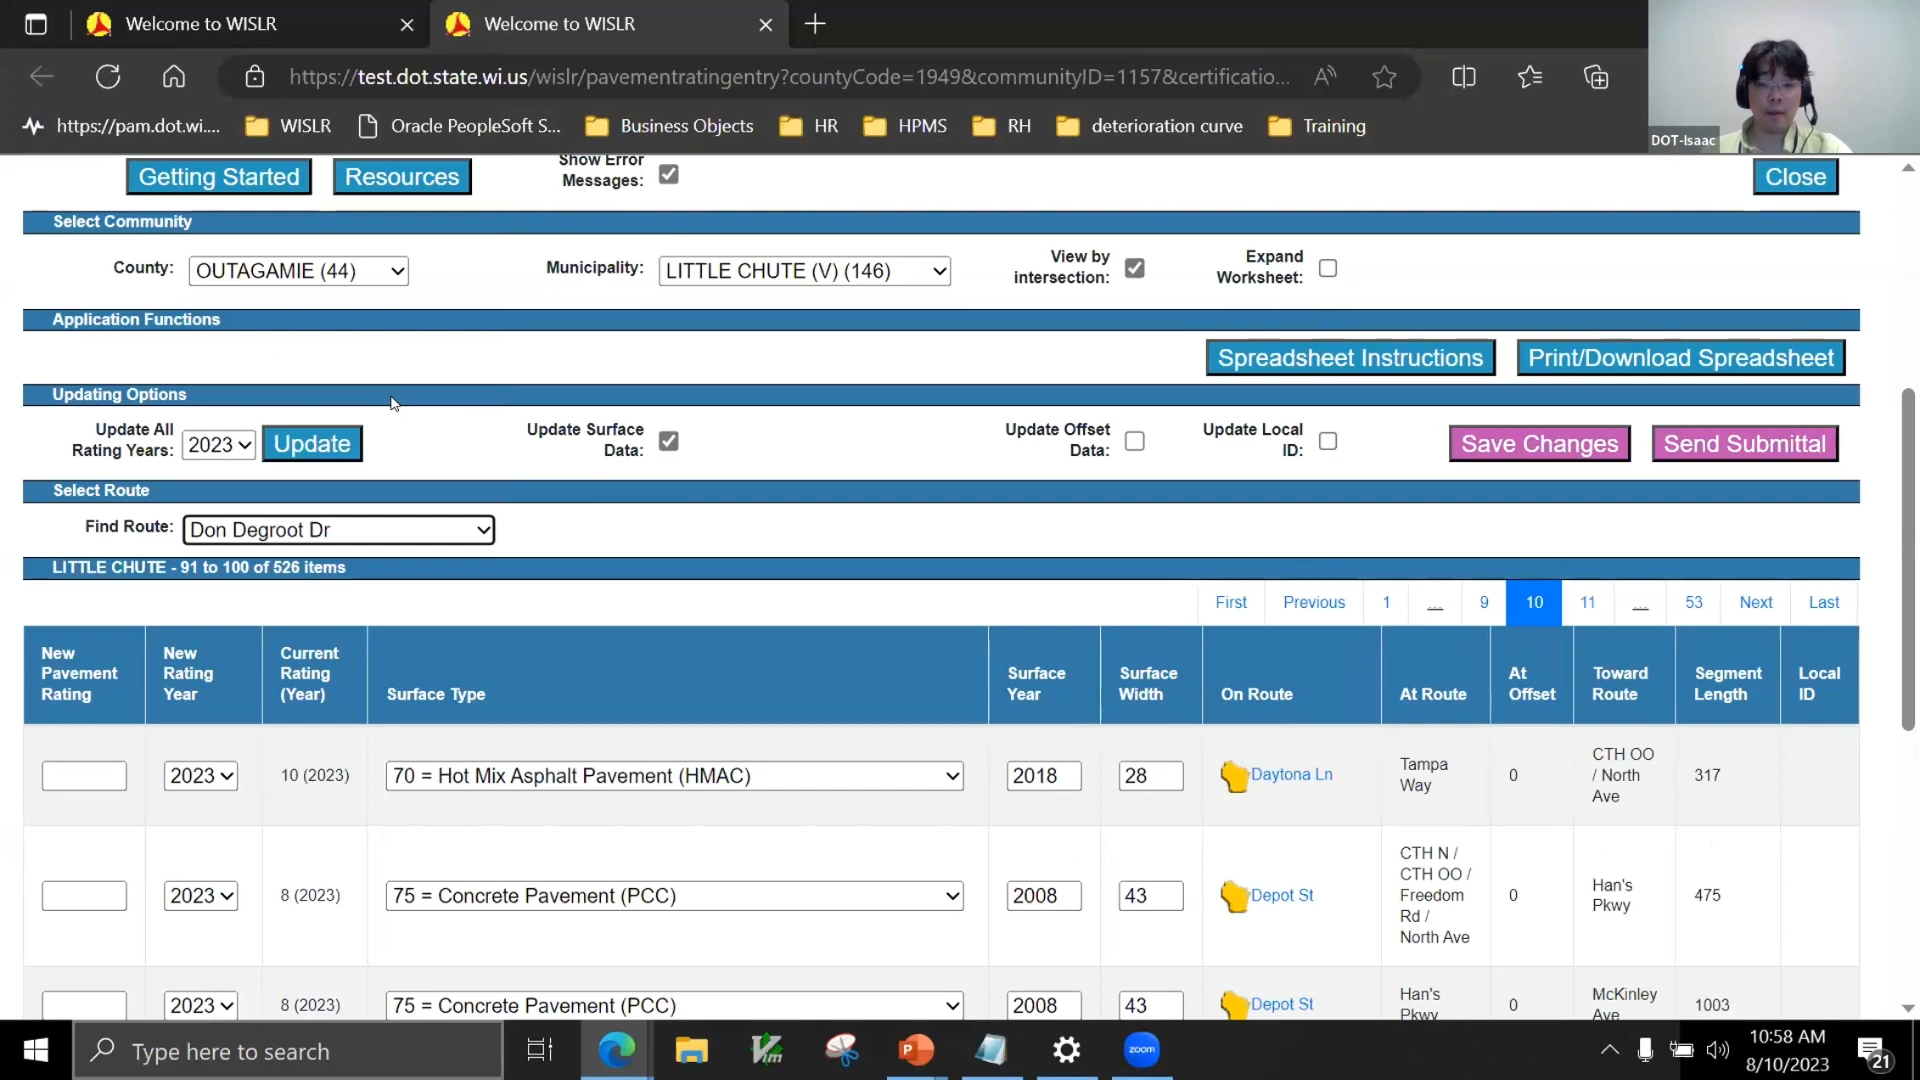 Welcome to WISLR
Welcome to WISLR
https://test.dot.state.wi.us/wislr/pavementratingentry?countyCode=1949&communityID=1157&certificatio...
https://pam.dot.wi....
WISLR
Oracle PeopleSoft S...
Business Objects
HR
HPMS
RH
deterioration curve
Training
DOT-Isaac
Getting Started
Resources
Show Error
Messages:
Close
Select Community
County:
OUTAGAMIE (44)
Municipality:
LITTLE CHUTE (V) (146)
View by
intersection:
Expand
Worksheet:
Application Functions
Spreadsheet Instructions
Print/Download Spreadsheet
Updating Options
Update All
Rating Years:
2023
Update
Update Surface
Data:
Update Offset
Data:
Update Local
ID:
Save Changes
Send Submittal
Select Route
Find Route:
Don Degroot Dr
LITTLE CHUTE - 91 to 100 of 526 items
First
Previous
1
...
9
10
11
...
53
Next
Last
New
Pavement
Rating
New
Rating
Year
Current
Rating
(Year)
Surface Type
Surface
Year
Surface
Width
On Route
At Route
At
Offset
Toward
Route
Segment
Length
Local
ID
2023
10 (2023)
70 = Hot Mix Asphalt Pavement (HMAC)
2018
28
Daytona Ln
Tampa
Way
0
CTH OO
/ North
Ave
317
2023
8 (2023)
75 = Concrete Pavement (PCC)
2008
43
Depot St
CTH N /
CTH OO /
Freedom
Rd /
North Ave
0
Han's
Pkwy
475
2023
8 (2023)
75 = Concrete Pavement (PCC)
2008
43
Depot St
Han's
Pkwy
0
McKinley
Ave
1003
Type here to search
zoom
10:58 AM
8/10/2023
21